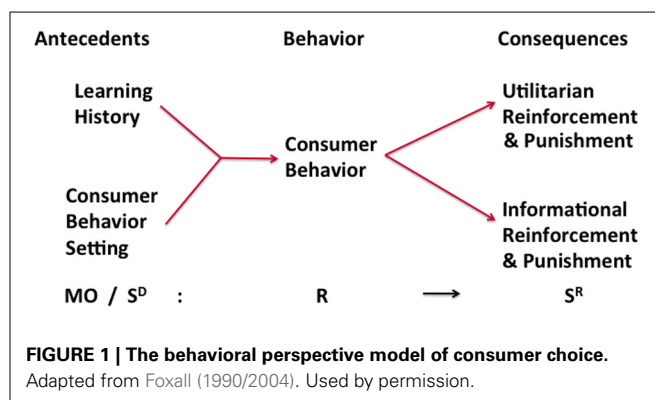 Antecedents Behavior Consequences
Learning
History
Utilitarian
Reinforcement
& Punishment
Consumer
Behavior
Consumer
Behavior
Setting
Informational
Reinforcement
& Punishment
MO / Sᴰ : R → Sᴿ
FIGURE 1 | The behavioral perspective model of consumer choice.
Adapted from Foxall (1990/2004). Used by permission.